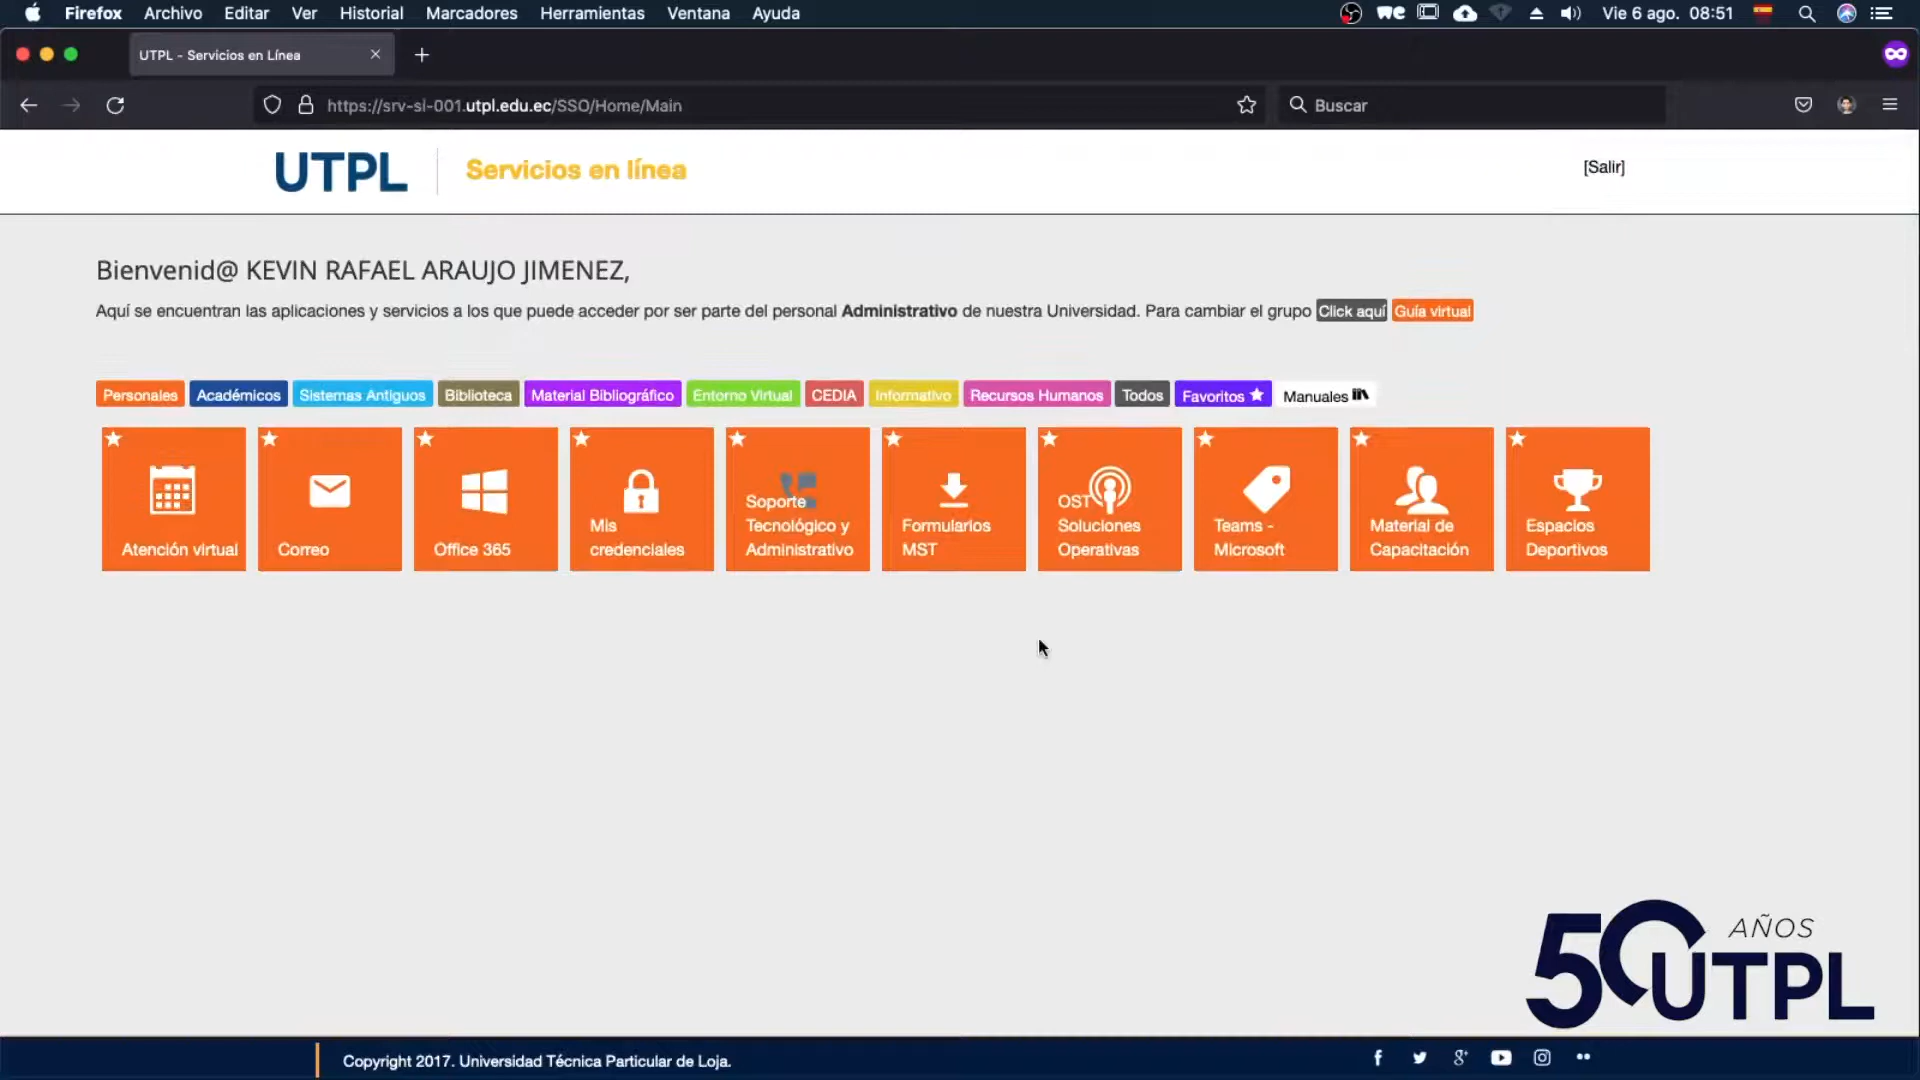 Firefox Archivo Editar Ver Historial Marcadores Herramientas Ventana Ayuda Vie 6 ago. 08:51
UTPL - Servicios en Línea
https://srv-si-001.utpl.edu.ec/SSO/Home/Main Buscar
UTPL Servicios en línea [Salir]
Bienvenid@ KEVIN RAFAEL ARAUJO JIMENEZ,
Aquí se encuentran las aplicaciones y servicios a los que puede acceder por ser parte del personal Administrativo de nuestra Universidad. Para cambiar el grupo Click aquí Guía virtual
Personales Académicos Sistemas Antiguos Biblioteca Material Bibliográfico Entorno Virtual CEDIA Informativo Recursos Humanos Todos Favoritos Manuales
Atención virtual
Correo
Office 365
Mis
credenciales
Soporte
Tecnológico y
Administrativo
Formularios
MST
OST
Soluciones
Operativas
Teams -
Microsoft
Material de
Capacitación
Espacios
Deportivos
50 AÑOS
UTPL
Copyright 2017. Universidad Técnica Particular de Loja.